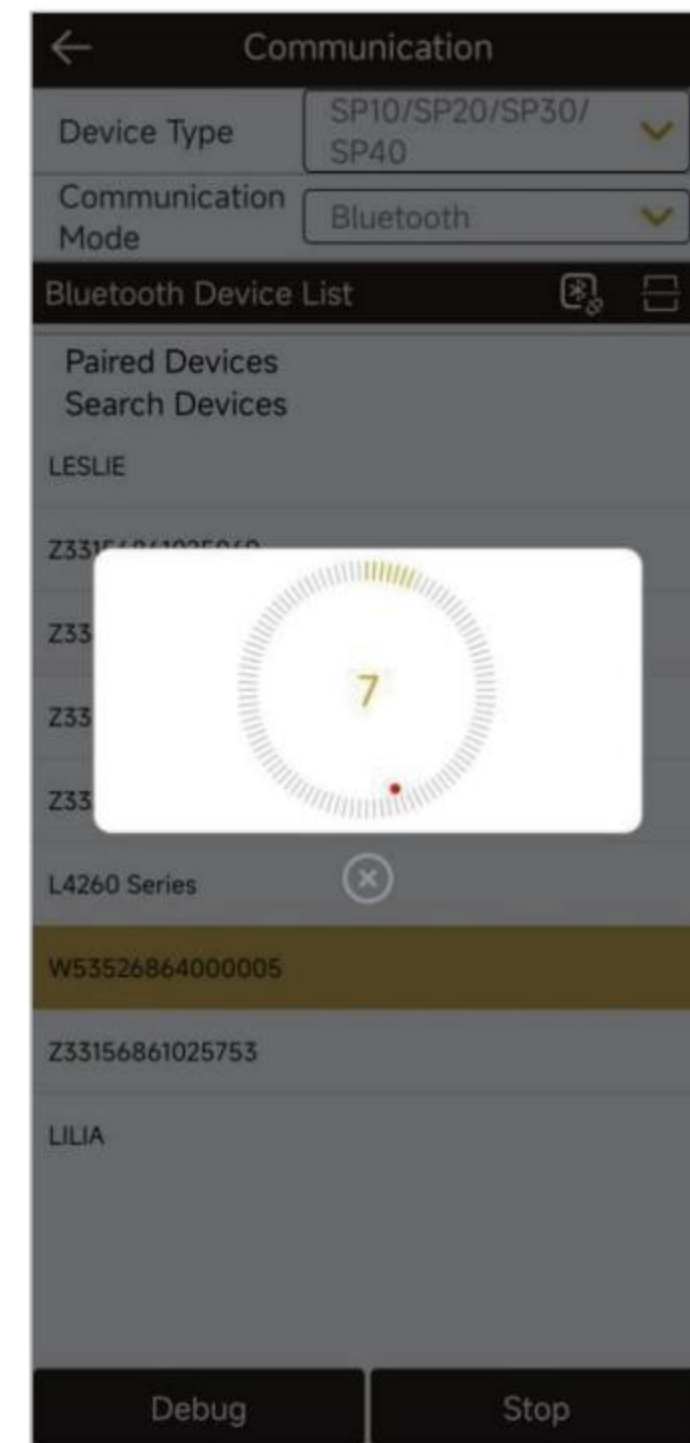 Communication
Device Type
SP10/SP20/SP30/
SP40
Communication
Mode
Bluetooth
Bluetooth Device List
Paired Devices
Search Devices
LESLIE
Z33
Z33
Z33
7
Z33
L4260 Series
W53526864000005
Z33156861025753
LILIA
Debug
Stop